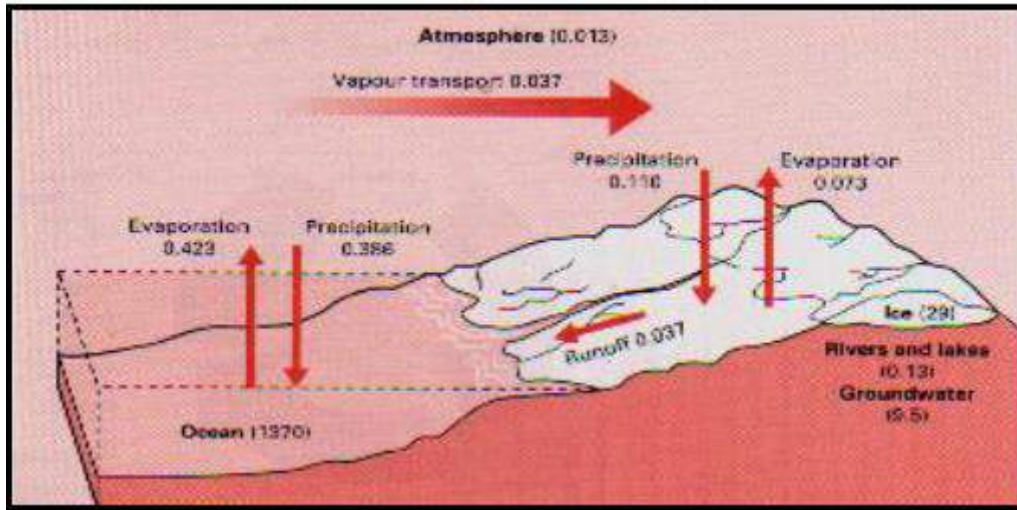 Atmosphere (0.013)
Vapour transport 0.037
Precipitation
0.110
Evaporation
0.073
Evaporation
0.423
Precipitation
0.386
Ice (29)
Runoff 0.037
Rivers and lakes
(0.13)
Groundwater
(9.5)
Ocean (1370)